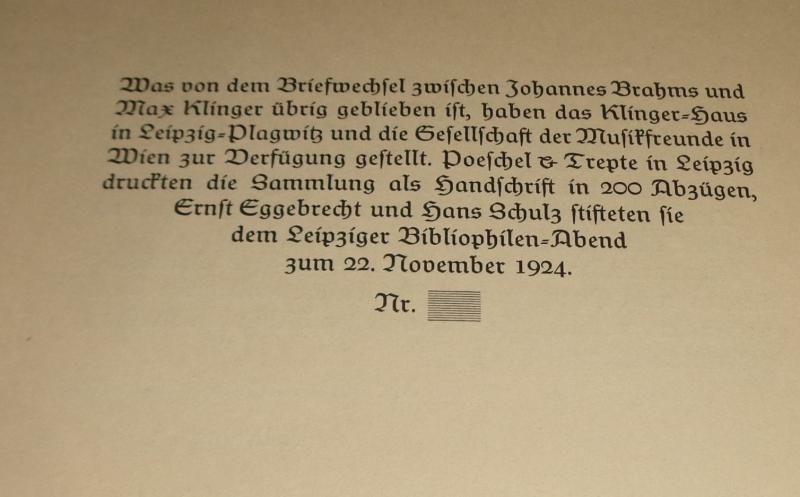 Was von dem Briefwechsel zwischen Johannes Brahms und
Max Klinger übrig geblieben ist, haben das Klinger-Haus
in Leipzig-Plagwitz und die Gesellschaft der Musikfreunde in
Wien zur Verfügung gestellt. Poeschel & Trepte in Leipzig
druckten die Sammlung als Handschrift in 200 Abzügen,
Ernst Eggebrecht und Hans Schulz stifteten sie
dem Leipziger Bibliophilen-Abend
zum 22. November 1924.
Nr.